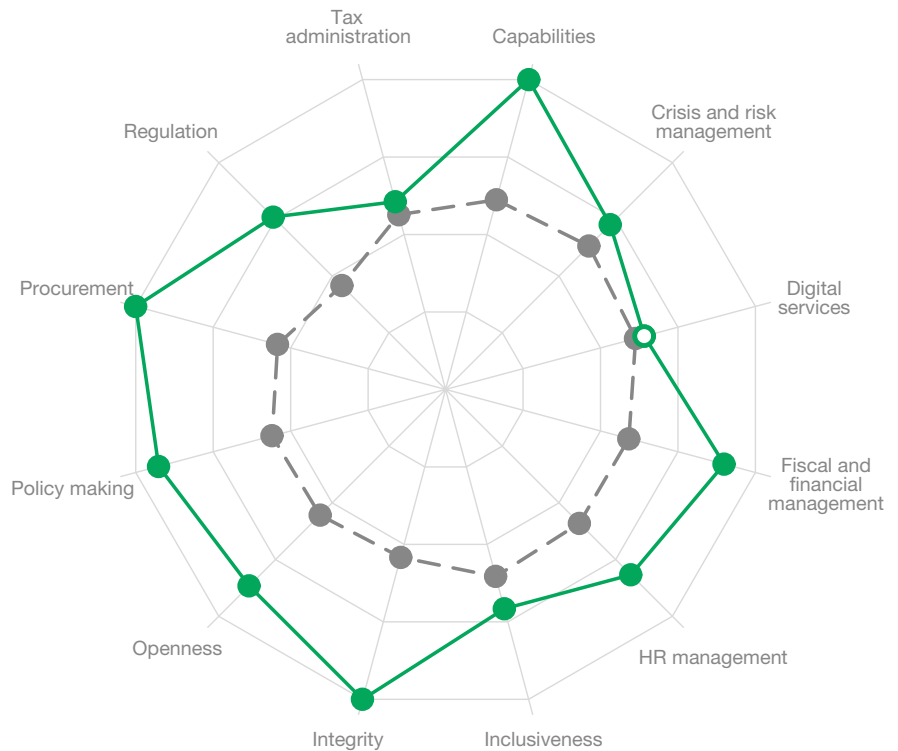 Tax
administration
Capabilities
Crisis and risk
management
Regulation
Procurement
Digital
services
Policy making
Fiscal and
financial
management
Openness
HR management
Integrity
Inclusiveness